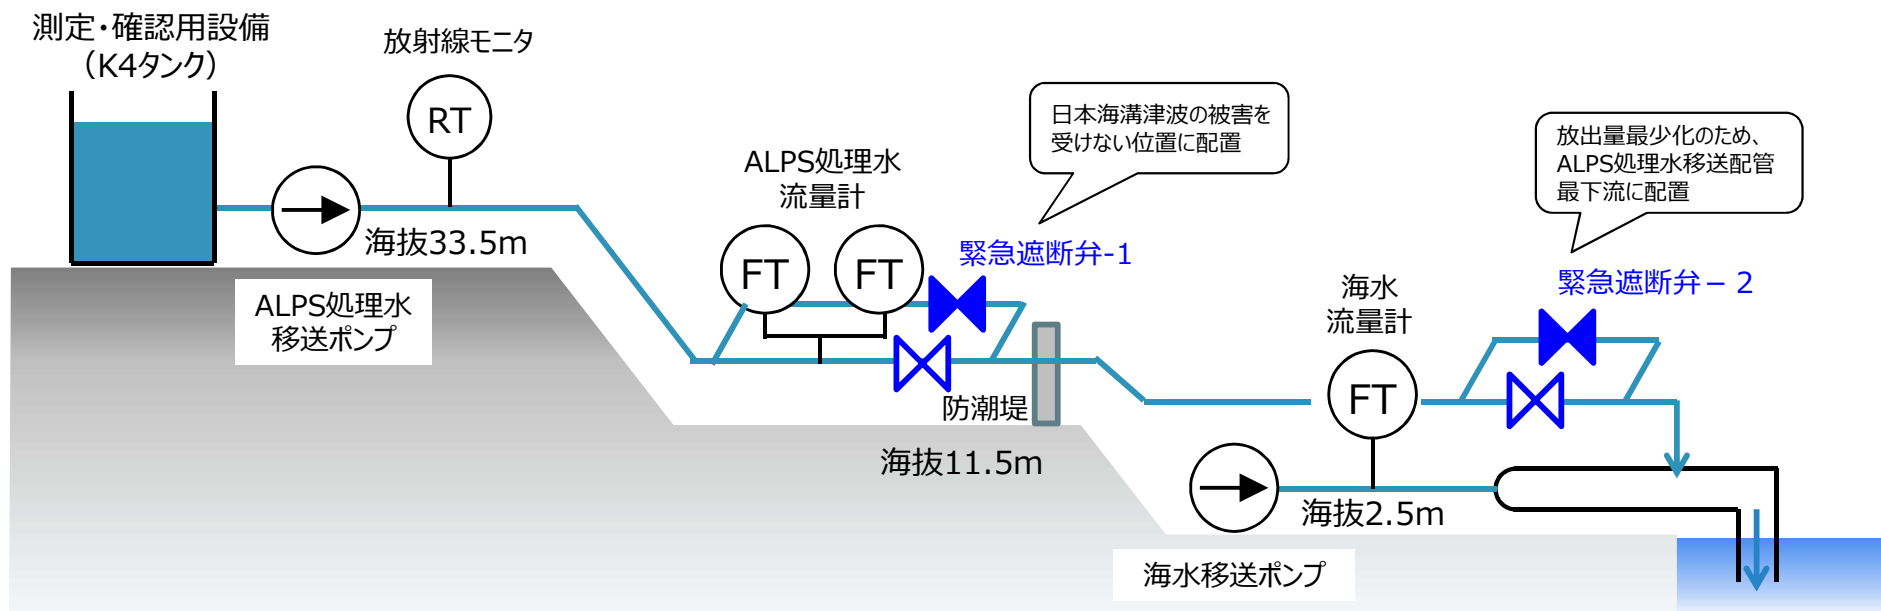 測定・確認用設備
（K4タンク）
放射線モニタ
RT
海抜33.5m
ALPS処理水
移送ポンプ
ALPS処理水
流量計
FT
FT
日本海溝津波の被害を
受けない位置に配置
緊急遮断弁-1
防潮堤
海抜11.5m
放出量最少化のため、
ALPS処理水移送配管
最下流に配置
緊急遮断弁－２
海水
流量計
FT
海抜2.5m
海水移送ポンプ